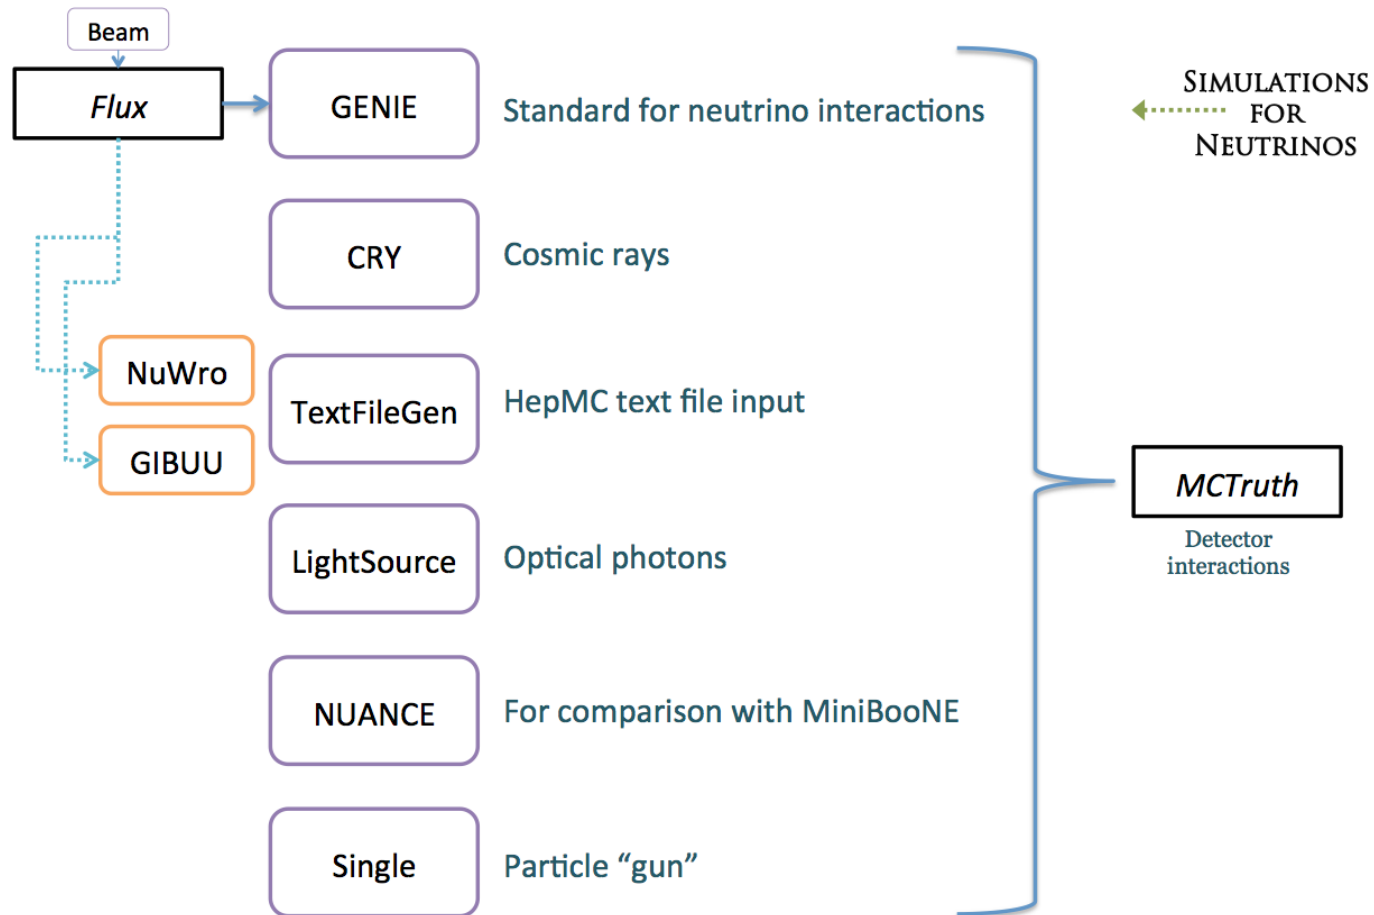 Beam
Flux
GENIE
Standard for neutrino interactions
SIMULATIONS
FOR
NEUTRINOS
CRY
Cosmic rays
NuWro
TextFileGen
HepMC text file input
GIBUU
MCTruth
Detector
interactions
LightSource
Optical photons
NUANCE
For comparison with MiniBooNE
Single
Particle “gun”